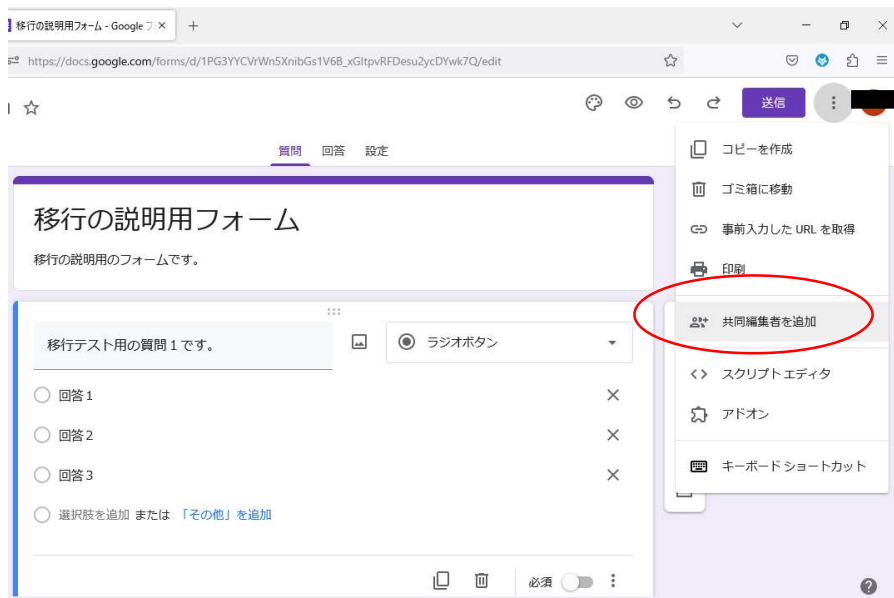 移行の説明用フォーム - Google フ
https://docs.google.com/forms/d/1PG3YYCVrWn5XnibGs1V6B_xGItpvRFDesu2ycDYwk7Q/edit
送信
質問 回答 設定
コピーを作成
ゴミ箱に移動
事前入力した URL を取得
印刷
共同編集者を追加
スクリプト エディタ
アドオン
キーボード ショートカット
移行の説明用フォーム
移行の説明用のフォームです。
移行テスト用の質問1です。
ラジオボタン
回答1
回答2
回答3
選択肢を追加 または 「その他」を追加
必須